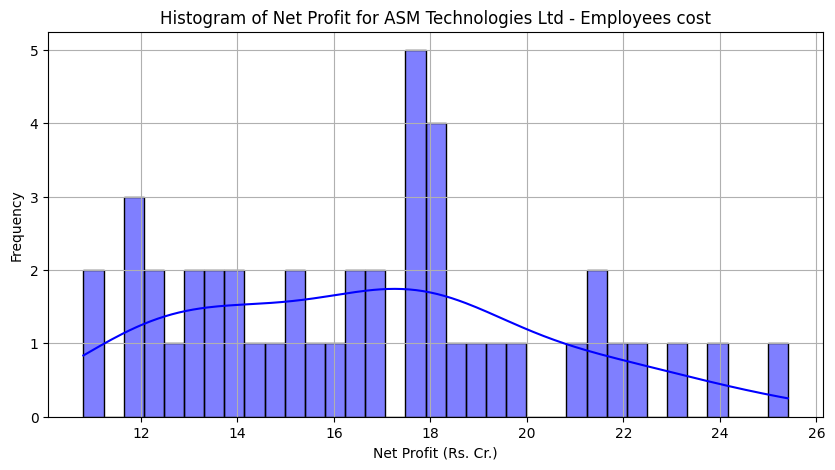 Histogram of Net Profit for ASM Technologies Ltd - Employees cost
5
4
3
2
1
0
Frequency
12 14 16 18 20 22 24 26
Net Profit (Rs. Cr.)